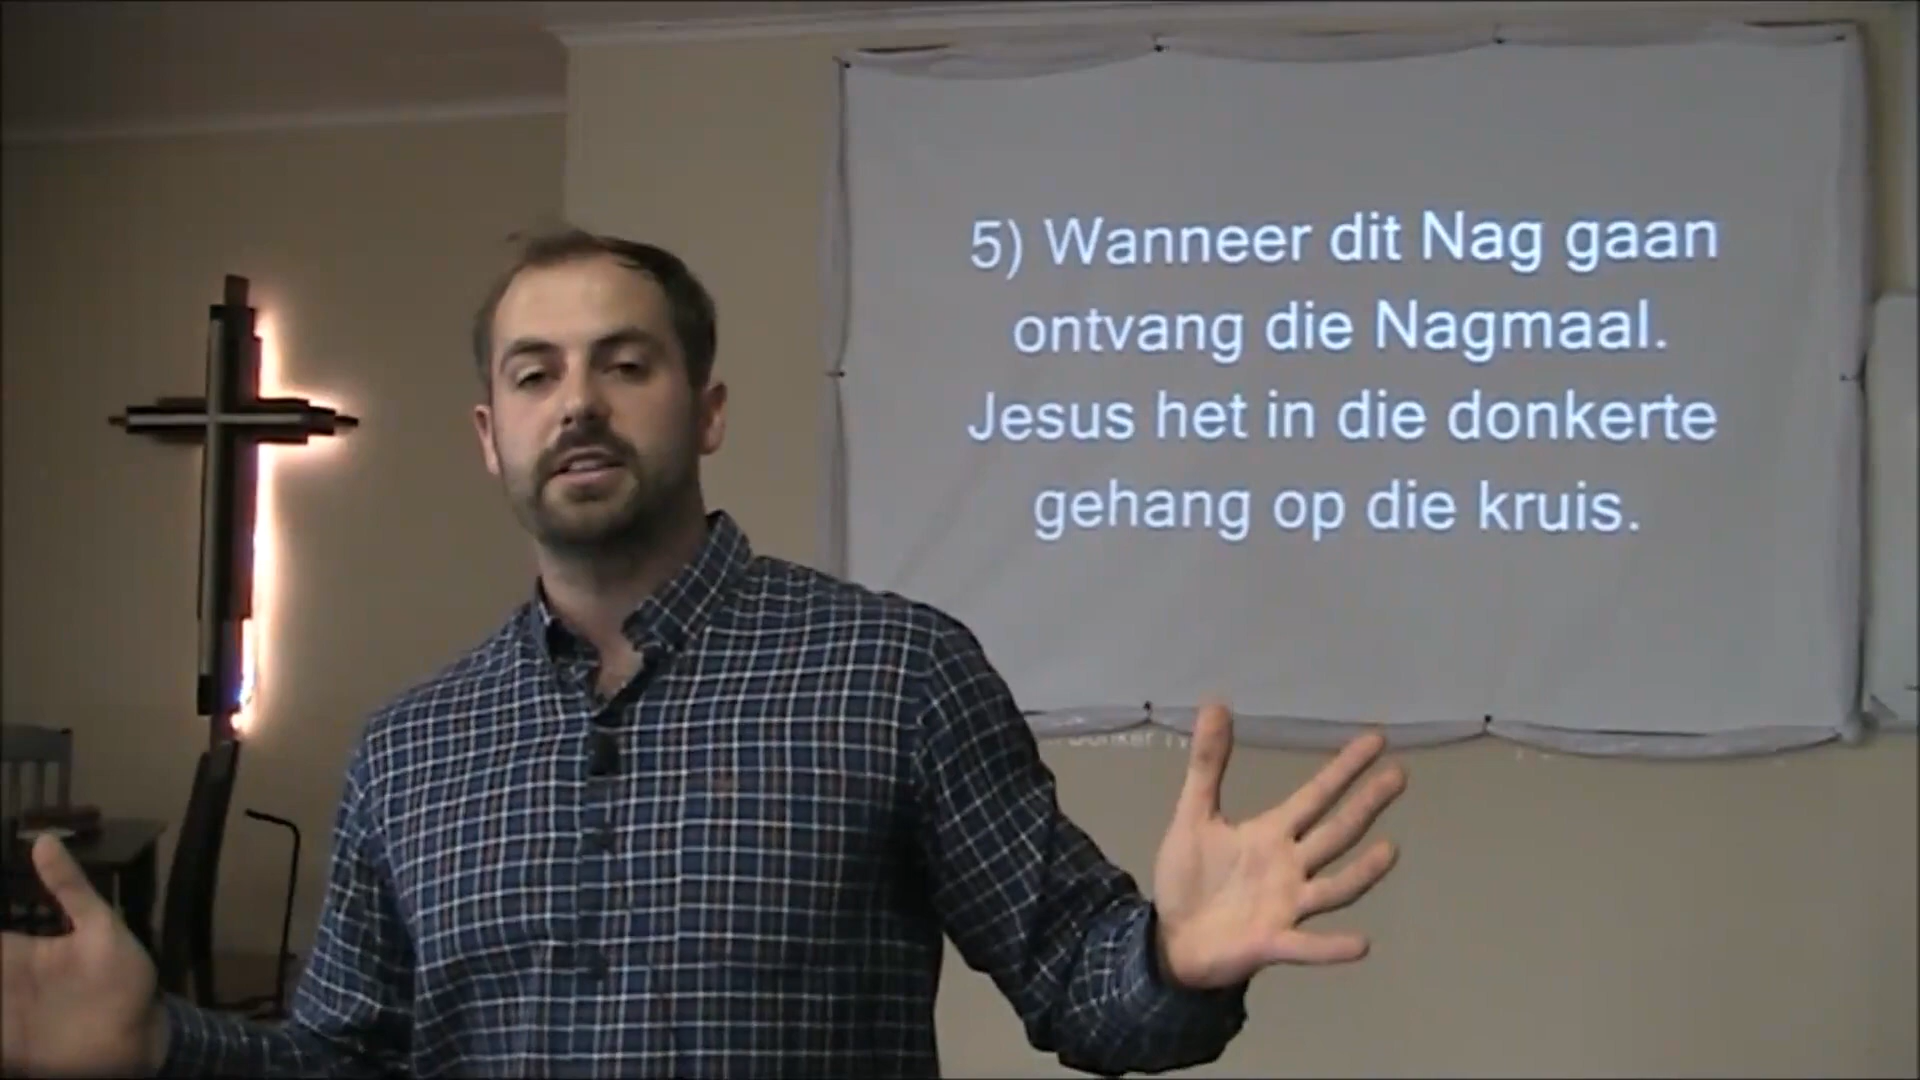 5) Wanneer dit Nag gaan
ontvang die Nagmaal.
Jesus het in die donkerte
gehang op die kruis.